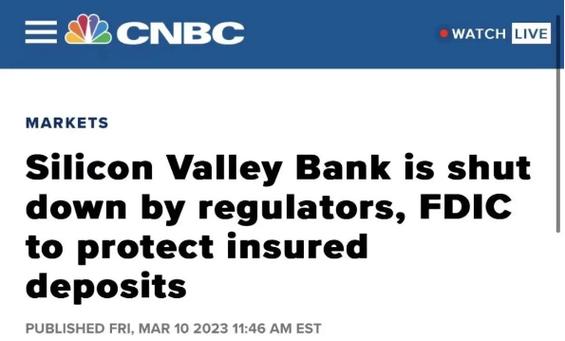 CNBC
WATCH LIVE
MARKETS
Silicon Valley Bank is shut
down by regulators, FDIC
to protect insured
deposits
PUBLISHED FRI, MAR 10 2023 11:46 AM EST